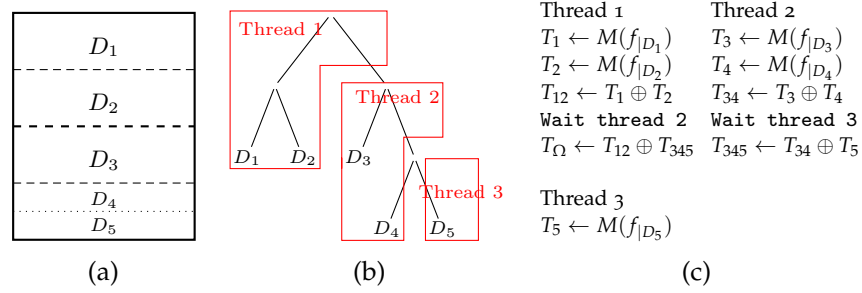 D₁
D₂
D₃
D₄
D₅
(a)
Thread 1
Thread 2
D₁ D₂ D₃
Thread 3
D₄ D₅
(b)
Thread 1
T₁ ← M(f|D₁)
T₂ ← M(f|D₂)
T₁₂ ← T₁ ⊕ T₂
Wait thread 2
T_Ω ← T₁₂ ⊕ T₃₄₅
Thread 2
T₃ ← M(f|D₃)
T₄ ← M(f|D₄)
T₃₄ ← T₃ ⊕ T₄
Wait thread 3
T₃₄₅ ← T₃₄ ⊕ T₅
Thread 3
T₅ ← M(f|D₅)
(c)